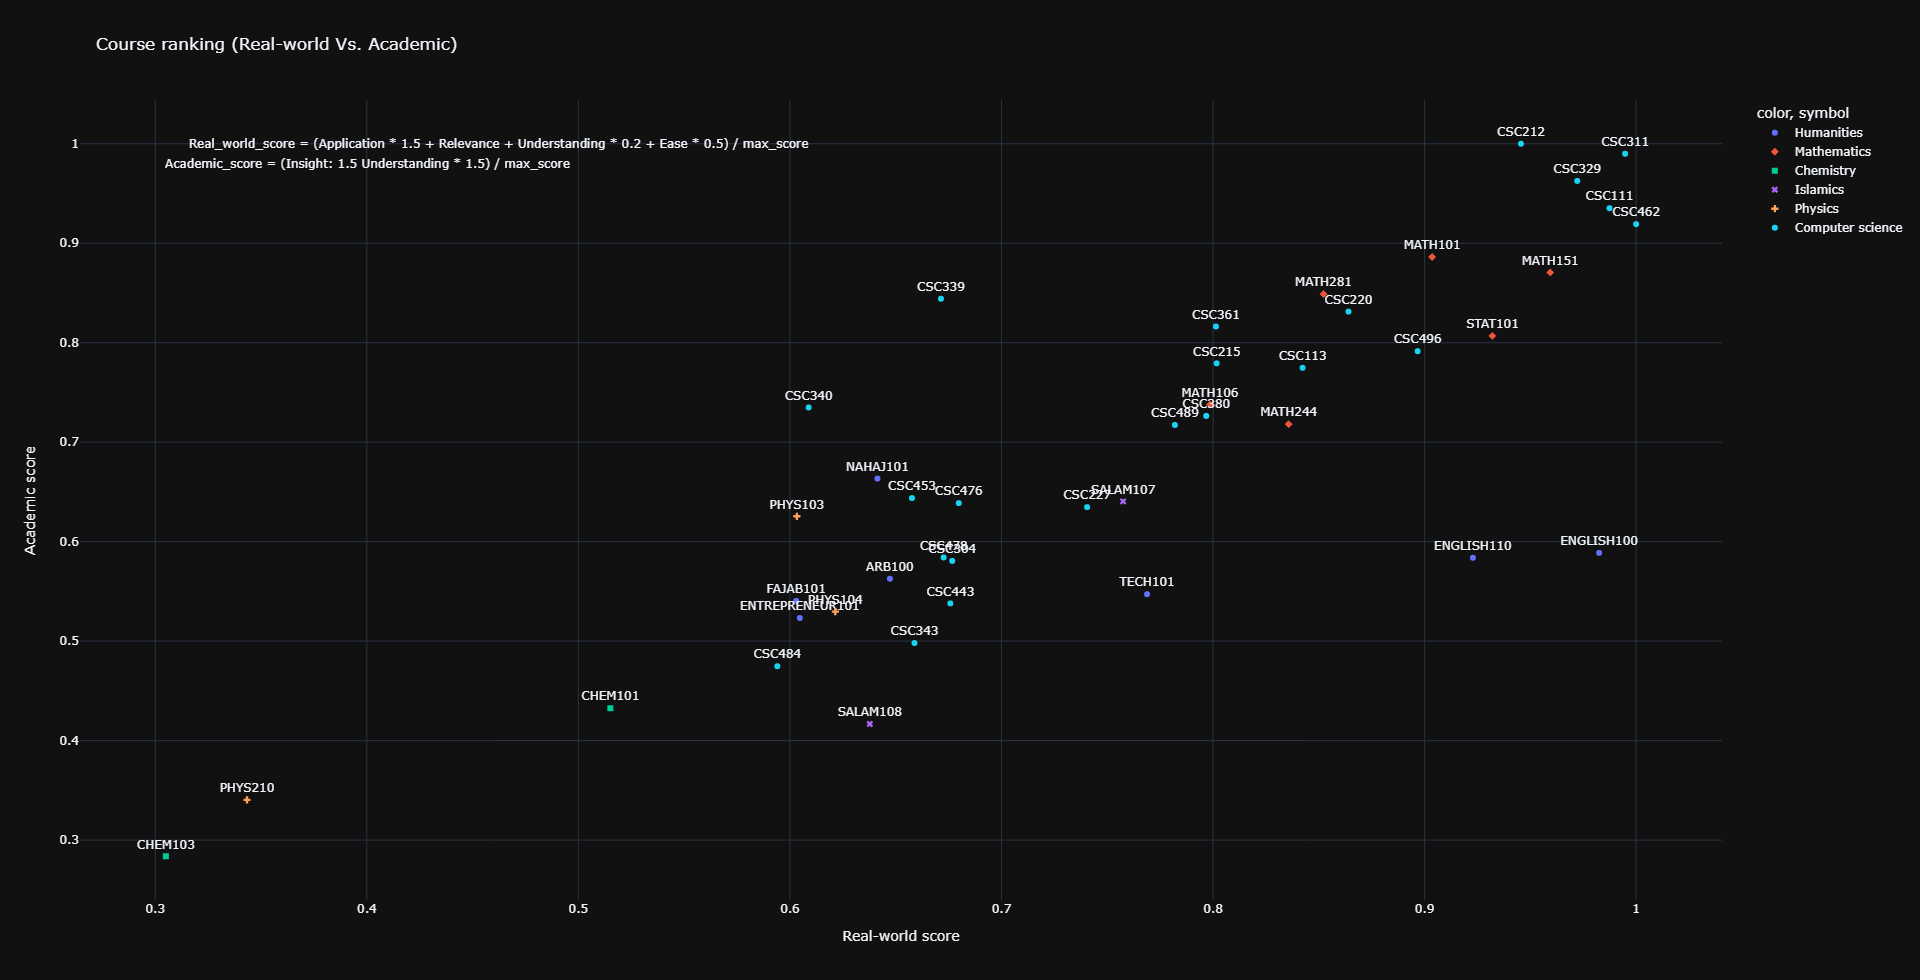 Course ranking (Real-world Vs. Academic)
Real_world_score = (Application * 1.5 + Relevance + Understanding * 0.2 + Ease * 0.5) / max_score
Academic_score = (Insight: 1.5 Understanding * 1.5) / max_score
color, symbol
Humanities
Mathematics
Chemistry
Islamics
Physics
Computer science
Academic score
1
0.9
0.8
0.7
0.6
0.5
0.4
0.3
CSC212
CSC311
CSC329
CSC111
CSC462
MATH101
MATH151
MATH281
CSC339
CSC220
CSC361
STAT101
CSC496
CSC215
CSC113
MATH106
CSC340
CSC380
CSC489
MATH244
NAHAJ101
CSC453
CSC476
SALAM107
CSC227
PHYS103
ENGLISH100
CSC478
ENGLISH110
CSC304
ARB100
TECH101
FAJAB101
CSC443
PHYS104
ENTREPRENEUR101
CSC343
CSC484
CHEM101
SALAM108
PHYS210
CHEM103
0.3
0.4
0.5
0.6
0.7
0.8
0.9
1
Real-world score